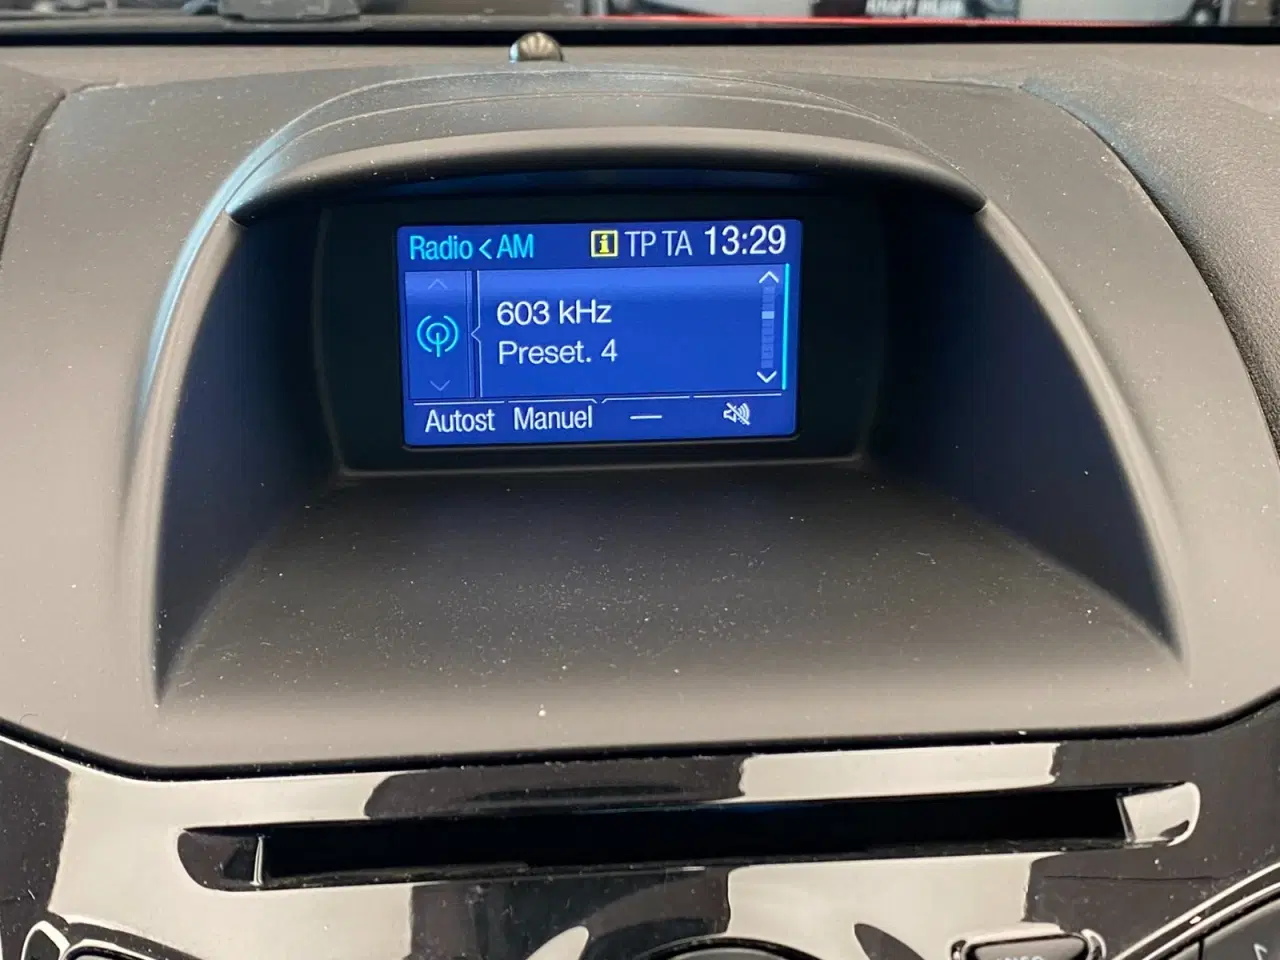 Radio < AM i TP TA 13:29
603 kHz
Preset. 4
Autost Manuel —